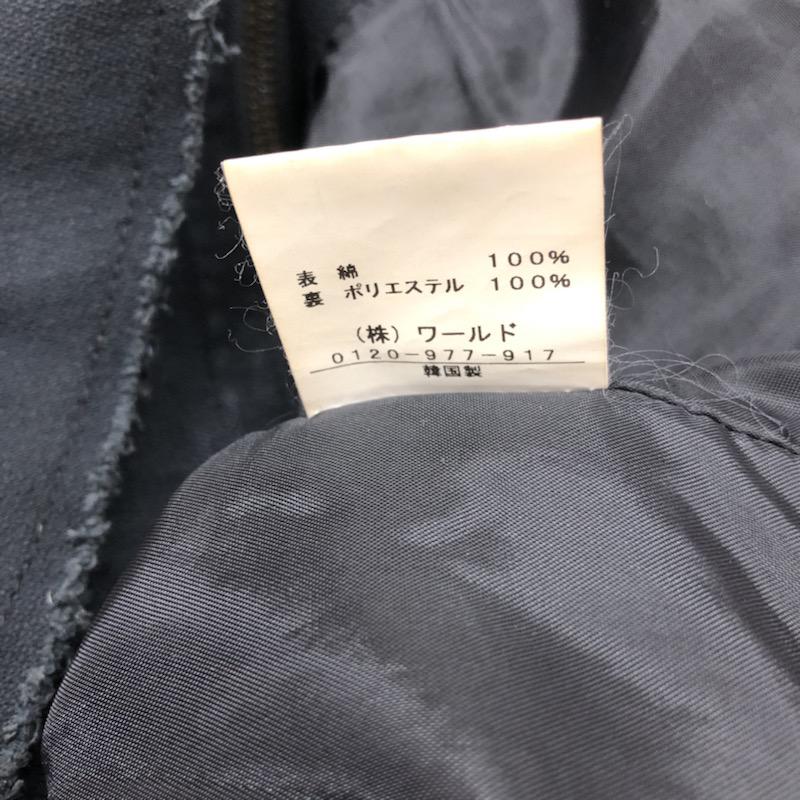 表 綿 100%
裏 ポリエステル 100%
(株) ワールド
0120-977-917
韓国製